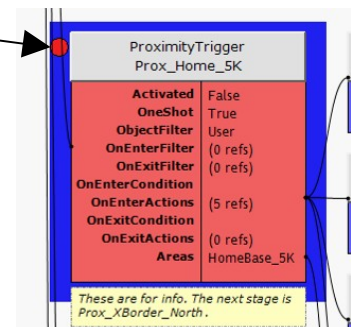 ProximityTrigger
Prox_Home_5K
Activated False
OneShot True
ObjectFilter User
OnEnterFilter (0 refs)
OnExitFilter (0 refs)
OnEnterCondition
OnEnterActions (5 refs)
OnExitCondition
OnExitActions (0 refs)
Areas HomeBase_5K
These are for info. The next stage is
Prox_XBorder_North.